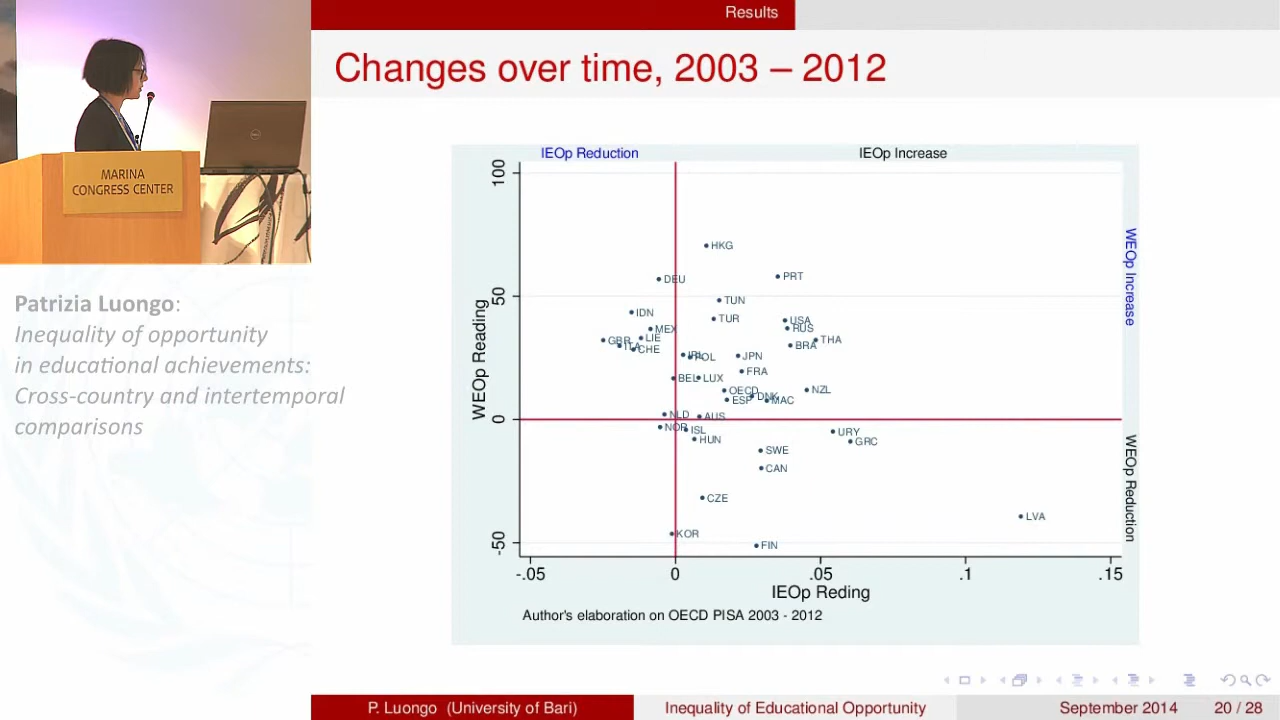 Results
Changes over time, 2003 – 2012
MARINA
CONGRESS CENTER
Patrizia Luongo:
Inequality of opportunity
in educational achievements:
Cross-country and intertemporal
comparisons
IEOp Reduction
IEOp Increase
WEOp Increase
WEOp Reduction
WEOp Reading
100
50
0
-50
HKG
DEU
PRT
TUN
IDN
TUR
USA
MEX
RUS
LIE
THA
GBR
ITA
BRA
CHE
IRL
POL
JPN
FRA
BEL
LUX
OECD
NZL
DNK
ESP
MAC
NLD
AUS
NOR
ISL
URY
HUN
GRC
SWE
CAN
CZE
LVA
KOR
FIN
-.05
0
.05
.1
.15
IEOp Reding
Author's elaboration on OECD PISA 2003 - 2012
P. Luongo (University of Bari)
Inequality of Educational Opportunity
September 2014
20 / 28